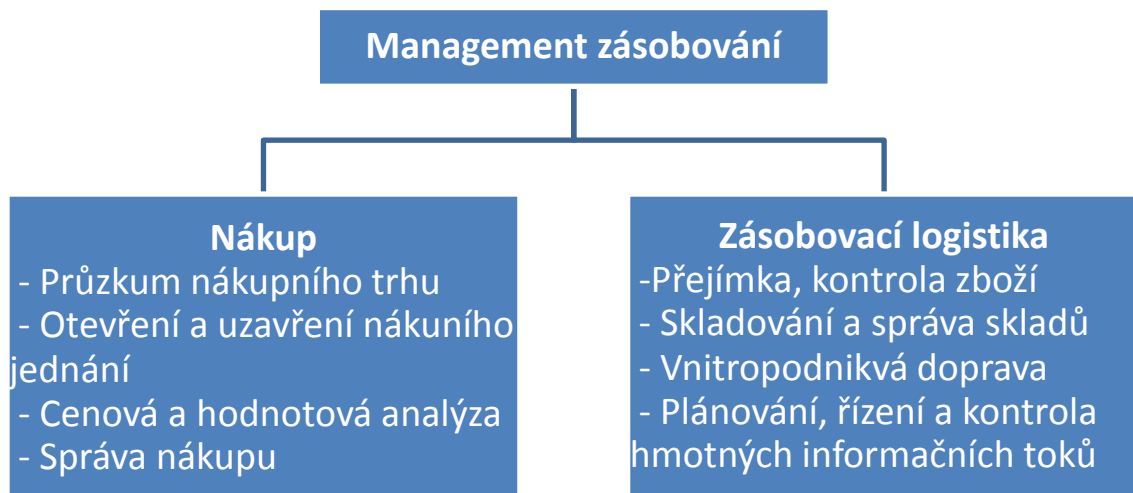 Management zásobování
Nákup
- Průzkum nákupního trhu
- Otevření a uzavření nákuního
jednání
- Cenová a hodnotová analýza
- Správa nákupu
Zásobovací logistika
-Přejímka, kontrola zboží
- Skladování a správa skladů
- Vnitropodnikvá doprava
- Plánování, řízení a kontrola
hmotných informačních toků